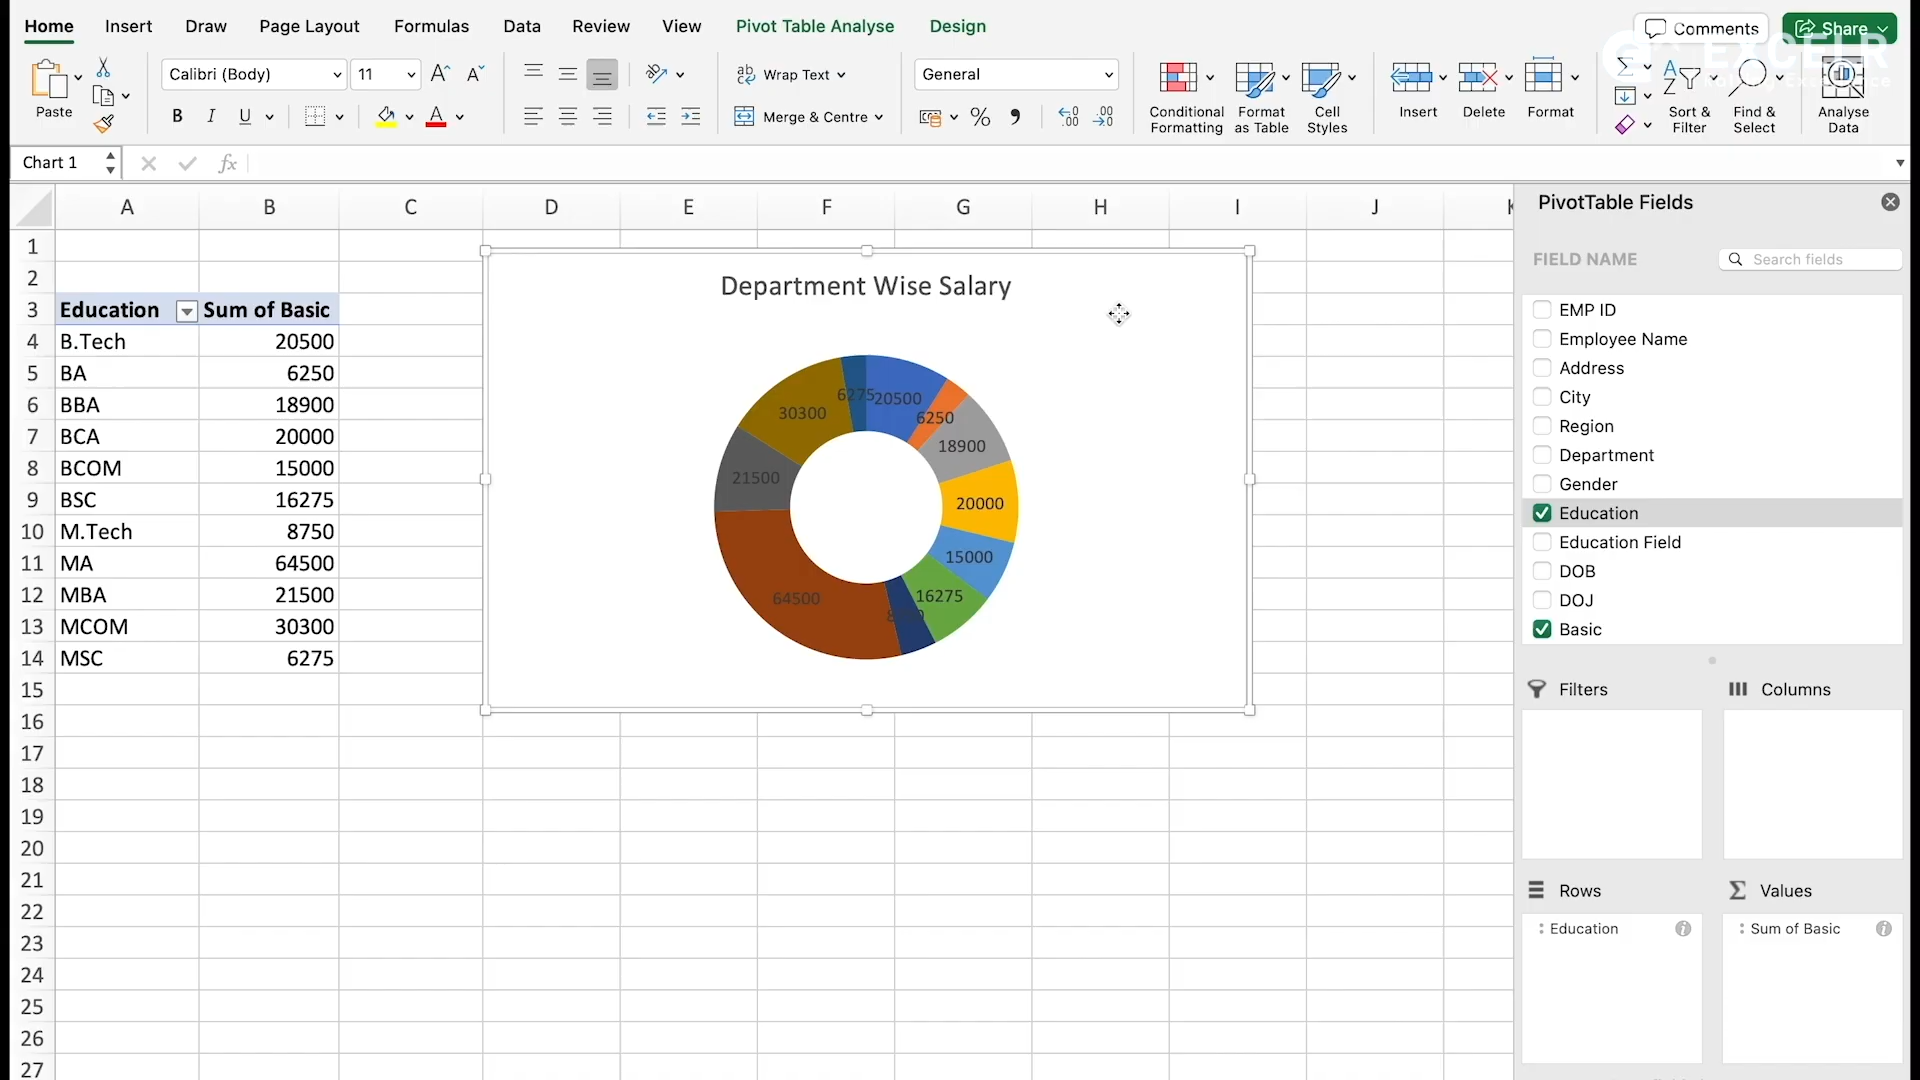 Home Insert Draw Page Layout Formulas Data Review View Pivot Table Analyse Design Comments Share
Paste Calibri (Body) 11 Wrap Text General
B I U Merge & Centre % Conditional Formatting Format as Table Cell Styles Insert Delete Format Sort & Filter Find & Select Analyse Data
EXCELR
Chart 1 fx
A B C D E F G H I J K
1
2
3 Education Sum of Basic
4 B.Tech 20500
5 BA 6250
6 BBA 18900
7 BCA 20000
8 BCOM 15000
9 BSC 16275
10 M.Tech 8750
11 MA 64500
12 MBA 21500
13 MCOM 30300
14 MSC 6275
15
16
17
18
19
20
21
22
23
24
25
26
27
Department Wise Salary
6275
20500
30300
6250
18900
21500
20000
15000
16275
64500
PivotTable Fields
FIELD NAME Search fields
EMP ID
Employee Name
Address
City
Region
Department
Gender
Education
Education Field
DOB
DOJ
Basic
Filters Columns
Rows Values
Education Sum of Basic